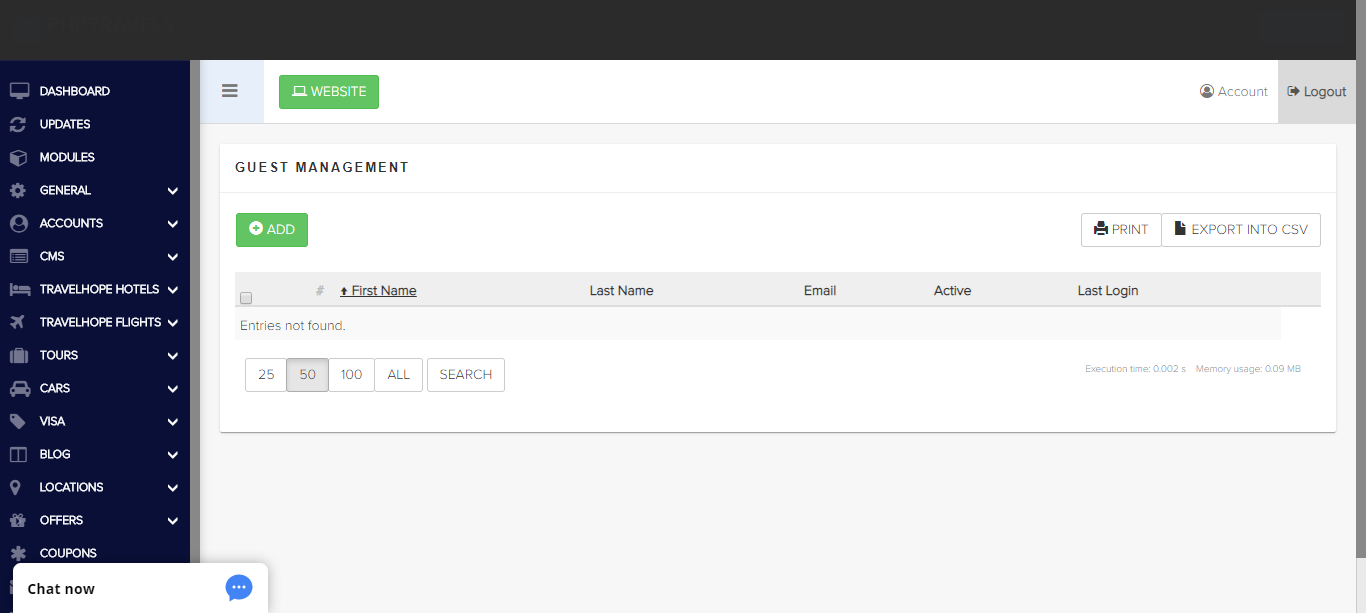 DASHBOARD
UPDATES
MODULES
GENERAL
ACCOUNTS
CMS
TRAVELHOPE HOTELS
TRAVELHOPE FLIGHTS
TOURS
CARS
VISA
BLOG
LOCATIONS
OFFERS
COUPONS
Chat now
WEBSITE
Account
Logout
GUEST MANAGEMENT
ADD
PRINT
EXPORT INTO CSV
# First Name Last Name Email Active Last Login
Entries not found.
25 50 100 ALL SEARCH
Execution time: 0.002 s Memory usage: 0.09 MB